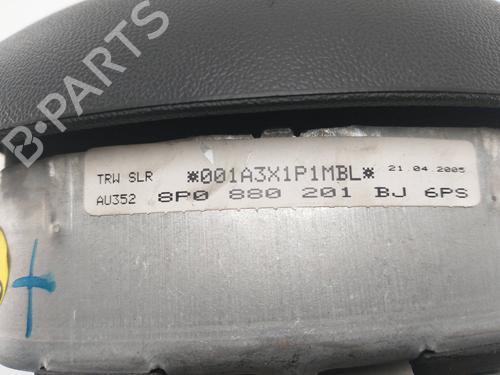 B-PARTS
TRW SLR *001A3X1P1MBL* 21.04.2005
AU352 8P0 880 201 BJ 6PS